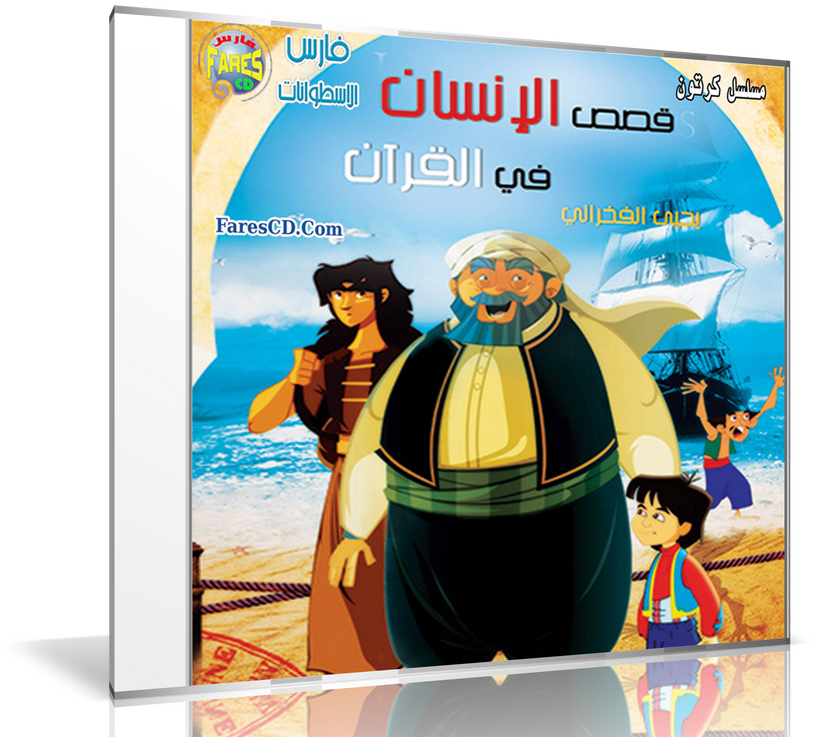 فارس
FARES
CD
فارس
الاسطوانات
مسلسل كرتون
قصص الإنسان
في القرآن
يحيى الفخراني
FaresCD.Com